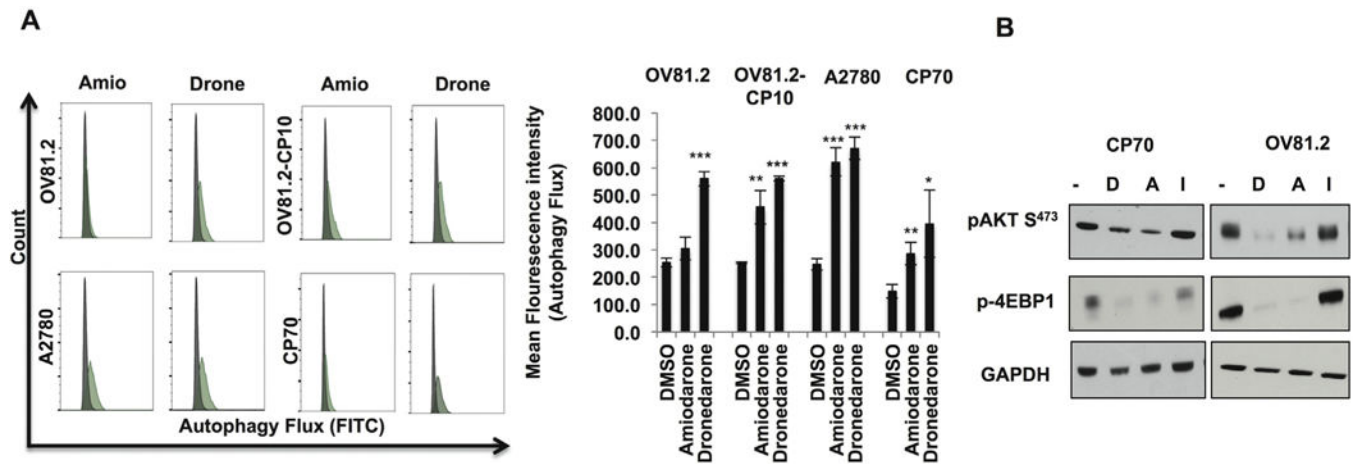 A
B
Amio Drone Amio Drone
OV81.2
OV81.2-CP10
A2780
CP70
Count
Autophagy Flux (FITC)
OV81.2 OV81.2-CP10 A2780 CP70
Mean Flouresecence intensity
(Autophagy Flux)
800.0
700.0
600.0
500.0
400.0
300.0
200.0
100.0
0.0
*** ** *** *** *** ** *
DMSO Amiodarone Dronedarone DMSO Amiodarone Dronedarone DMSO Amiodarone Dronedarone DMSO Amiodarone Dronedarone
CP70 OV81.2
- D A I - D A I
pAKT S473
p-4EBP1
GAPDH